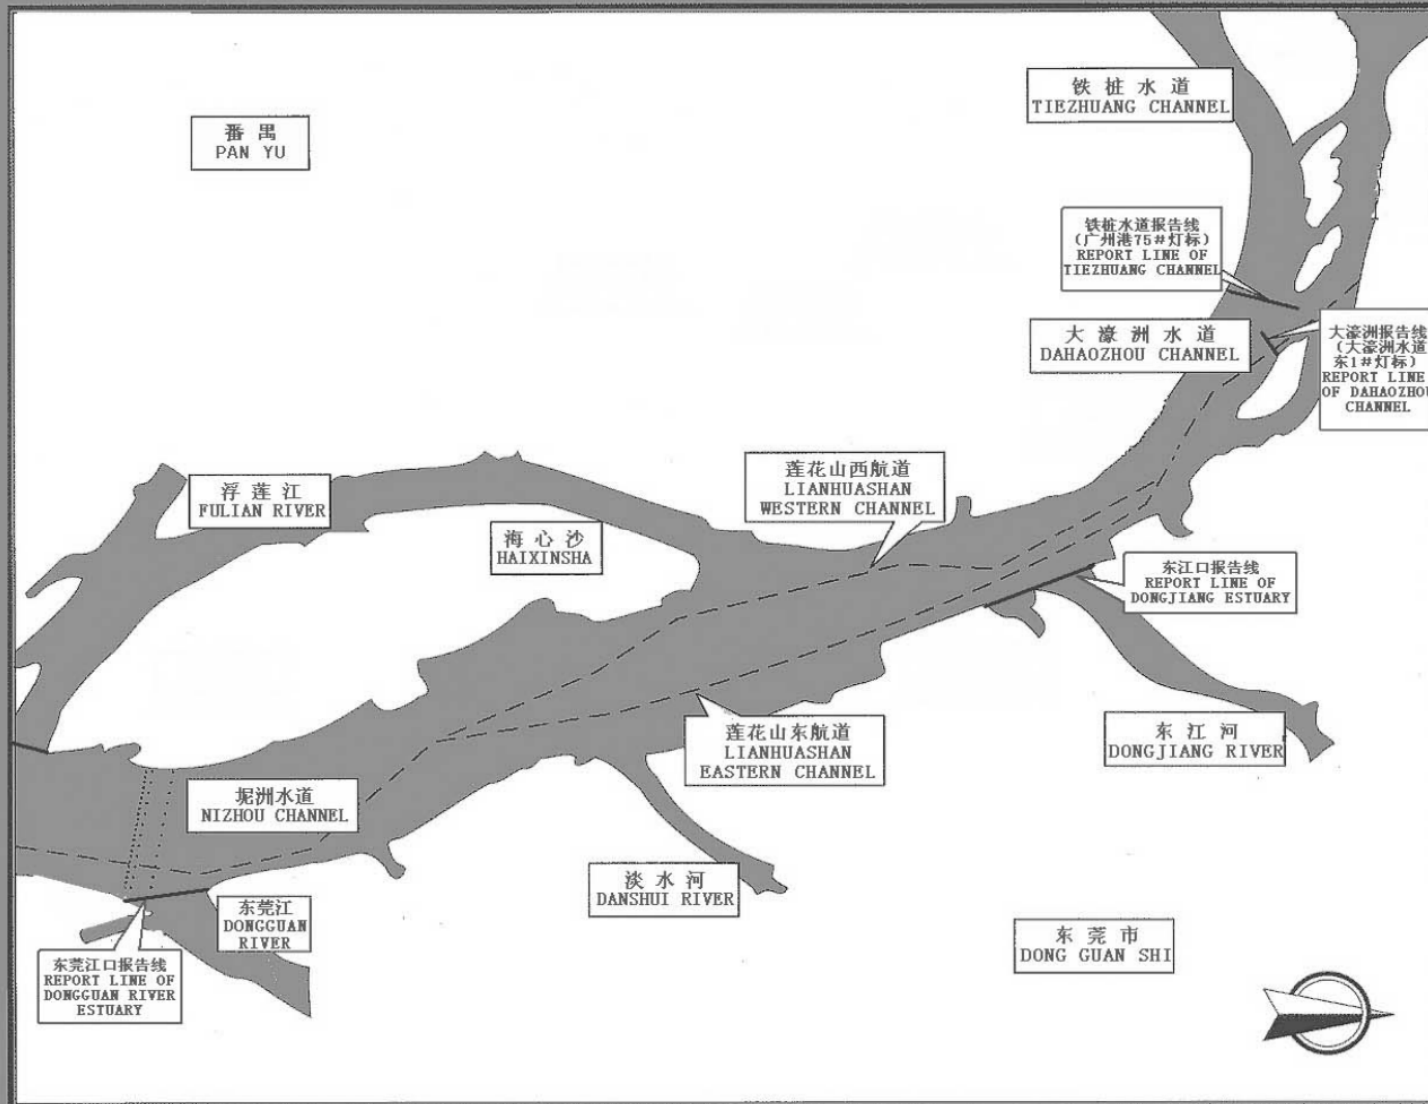 铁桩水道
TIEZHUANG CHANNEL
番禺
PAN YU
铁桩水道报告线
(广州港75#灯标)
REPORT LINE OF
TIEZHUANG CHANNEL
大濠洲水道
DAHAOZHOU CHANNEL
大濠洲报告线
(大濠洲水道
东1#灯标)
REPORT LINE
OF DAHAOZHOU
CHANNEL
莲花山西航道
LIANHUASHAN
WESTERN CHANNEL
浮莲江
FULIAN RIVER
海心沙
HAIXINSHA
东江口报告线
REPORT LINE OF
DONGJIANG ESTUARY
莲花山东航道
LIANHUASHAN
EASTERN CHANNEL
东江河
DONGJIANG RIVER
坭洲水道
NIZHOU CHANNEL
淡水河
DANSHUI RIVER
东莞江
DONGGUAN
RIVER
东莞市
DONG GUAN SHI
东莞江口报告线
REPORT LINE OF
DONGGUAN RIVER
ESTUARY